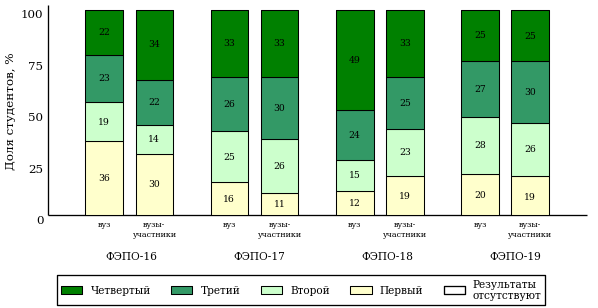 100
75
50
25
0
Доля студентов, %
22 34 33 33 49 33 25 25
23 22 26 30 24 25 27 30
19 14 25 26 15 23 28 26
36 30 16 11 12 19 20 19
вуз вузы-участники вуз вузы-участники вуз вузы-участники вуз вузы-участники
ФЭПО-16 ФЭПО-17 ФЭПО-18 ФЭПО-19
Четвертый Третий Второй Первый Результаты
отсутствуют